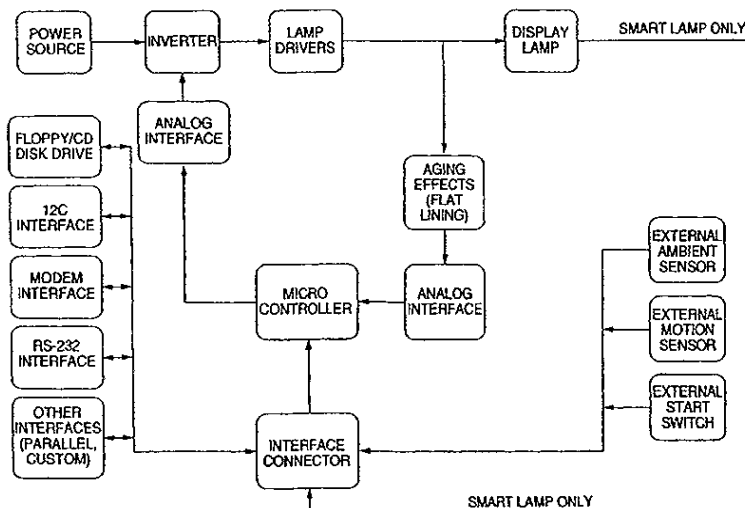 POWER
SOURCE
INVERTER
LAMP
DRIVERS
DISPLAY
LAMP
SMART LAMP ONLY
ANALOG
INTERFACE
FLOPPY/CD
DISK DRIVE
12C
INTERFACE
MODEM
INTERFACE
RS-232
INTERFACE
OTHER
INTERFACES
(PARALLEL,
CUSTOM)
AGING
EFFECTS
(FLAT
LINING)
MICRO
CONTROLLER
ANALOG
INTERFACE
EXTERNAL
AMBIENT
SENSOR
EXTERNAL
MOTION
SENSOR
EXTERNAL
START
SWITCH
INTERFACE
CONNECTOR
SMART LAMP ONLY